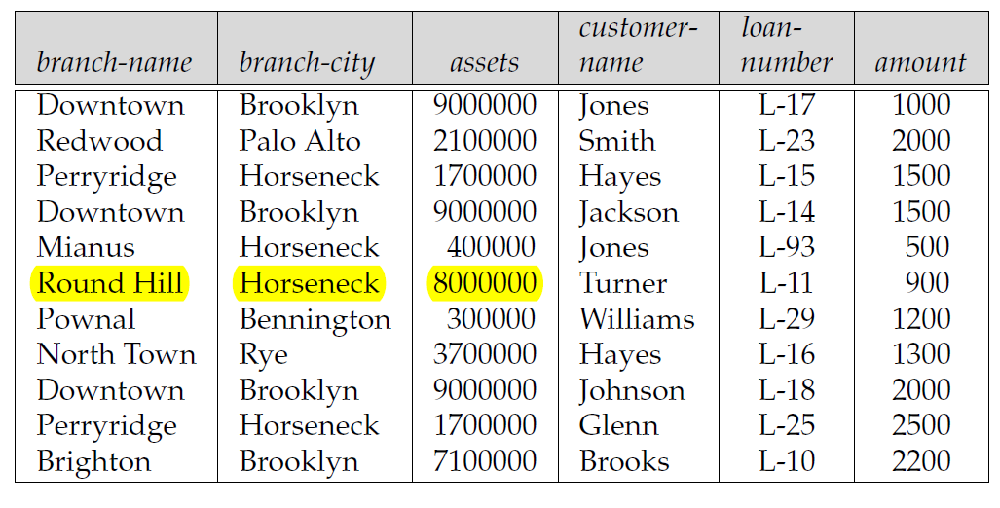 customer- loan-
branch-name branch-city assets name number amount
Downtown Brooklyn 9000000 Jones L-17 1000
Redwood Palo Alto 2100000 Smith L-23 2000
Perryridge Horseneck 1700000 Hayes L-15 1500
Downtown Brooklyn 9000000 Jackson L-14 1500
Mianus Horseneck 400000 Jones L-93 500
Round Hill Horseneck 8000000 Turner L-11 900
Pownal Bennington 300000 Williams L-29 1200
North Town Rye 3700000 Hayes L-16 1300
Downtown Brooklyn 9000000 Johnson L-18 2000
Perryridge Horseneck 1700000 Glenn L-25 2500
Brighton Brooklyn 7100000 Brooks L-10 2200